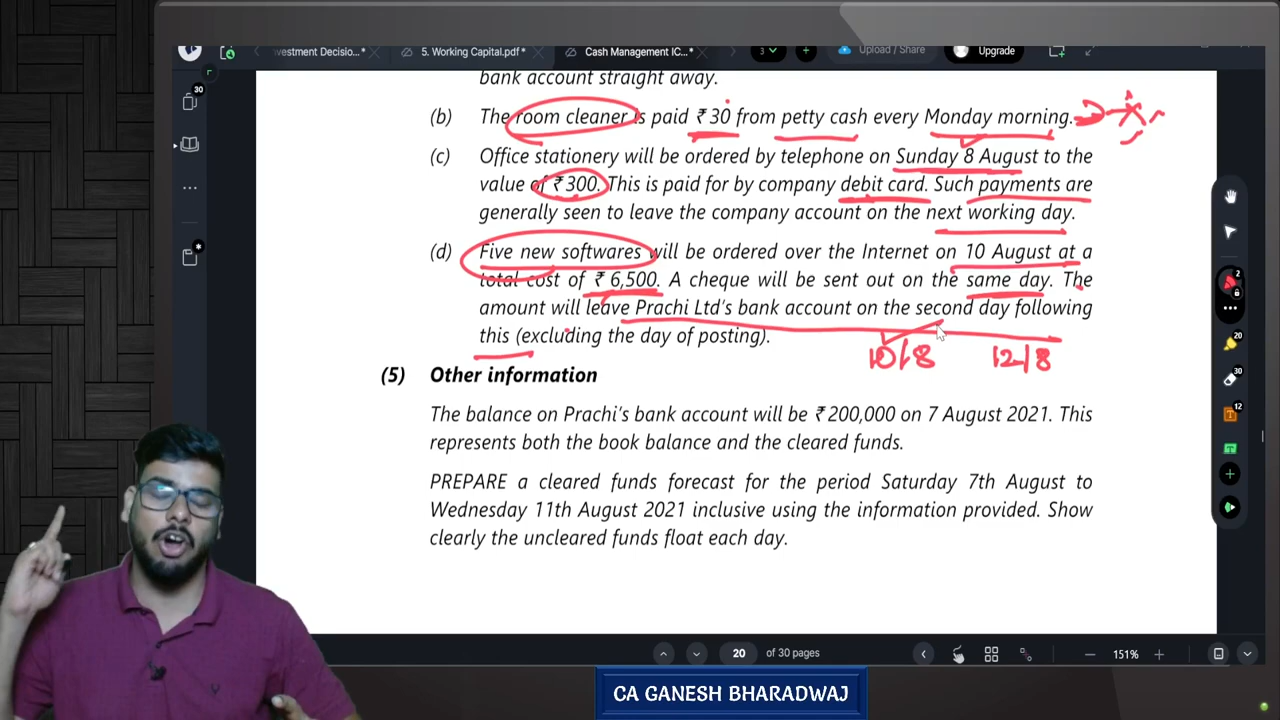 vestment Decisio...*
5. Working Capital.pdf*
Cash Management IC...*
3
Upload / Share
Upgrade
30
bank account straight away.
(b) The room cleaner is paid ₹30 from petty cash every Monday morning.
(c) Office stationery will be ordered by telephone on Sunday 8 August to the
value of ₹300. This is paid for by company debit card. Such payments are
generally seen to leave the company account on the next working day.
(d) Five new softwares will be ordered over the Internet on 10 August at a
total cost of ₹ 6,500. A cheque will be sent out on the same day. The
amount will leave Prachi Ltd's bank account on the second day following
this (excluding the day of posting).
10/8 12/8
(5) Other information
The balance on Prachi's bank account will be ₹200,000 on 7 August 2021. This
represents both the book balance and the cleared funds.
PREPARE a cleared funds forecast for the period Saturday 7th August to
Wednesday 11th August 2021 inclusive using the information provided. Show
clearly the uncleared funds float each day.
2
20
30
12
20 of 30 pages
151%
CA GANESH BHARADWAJ